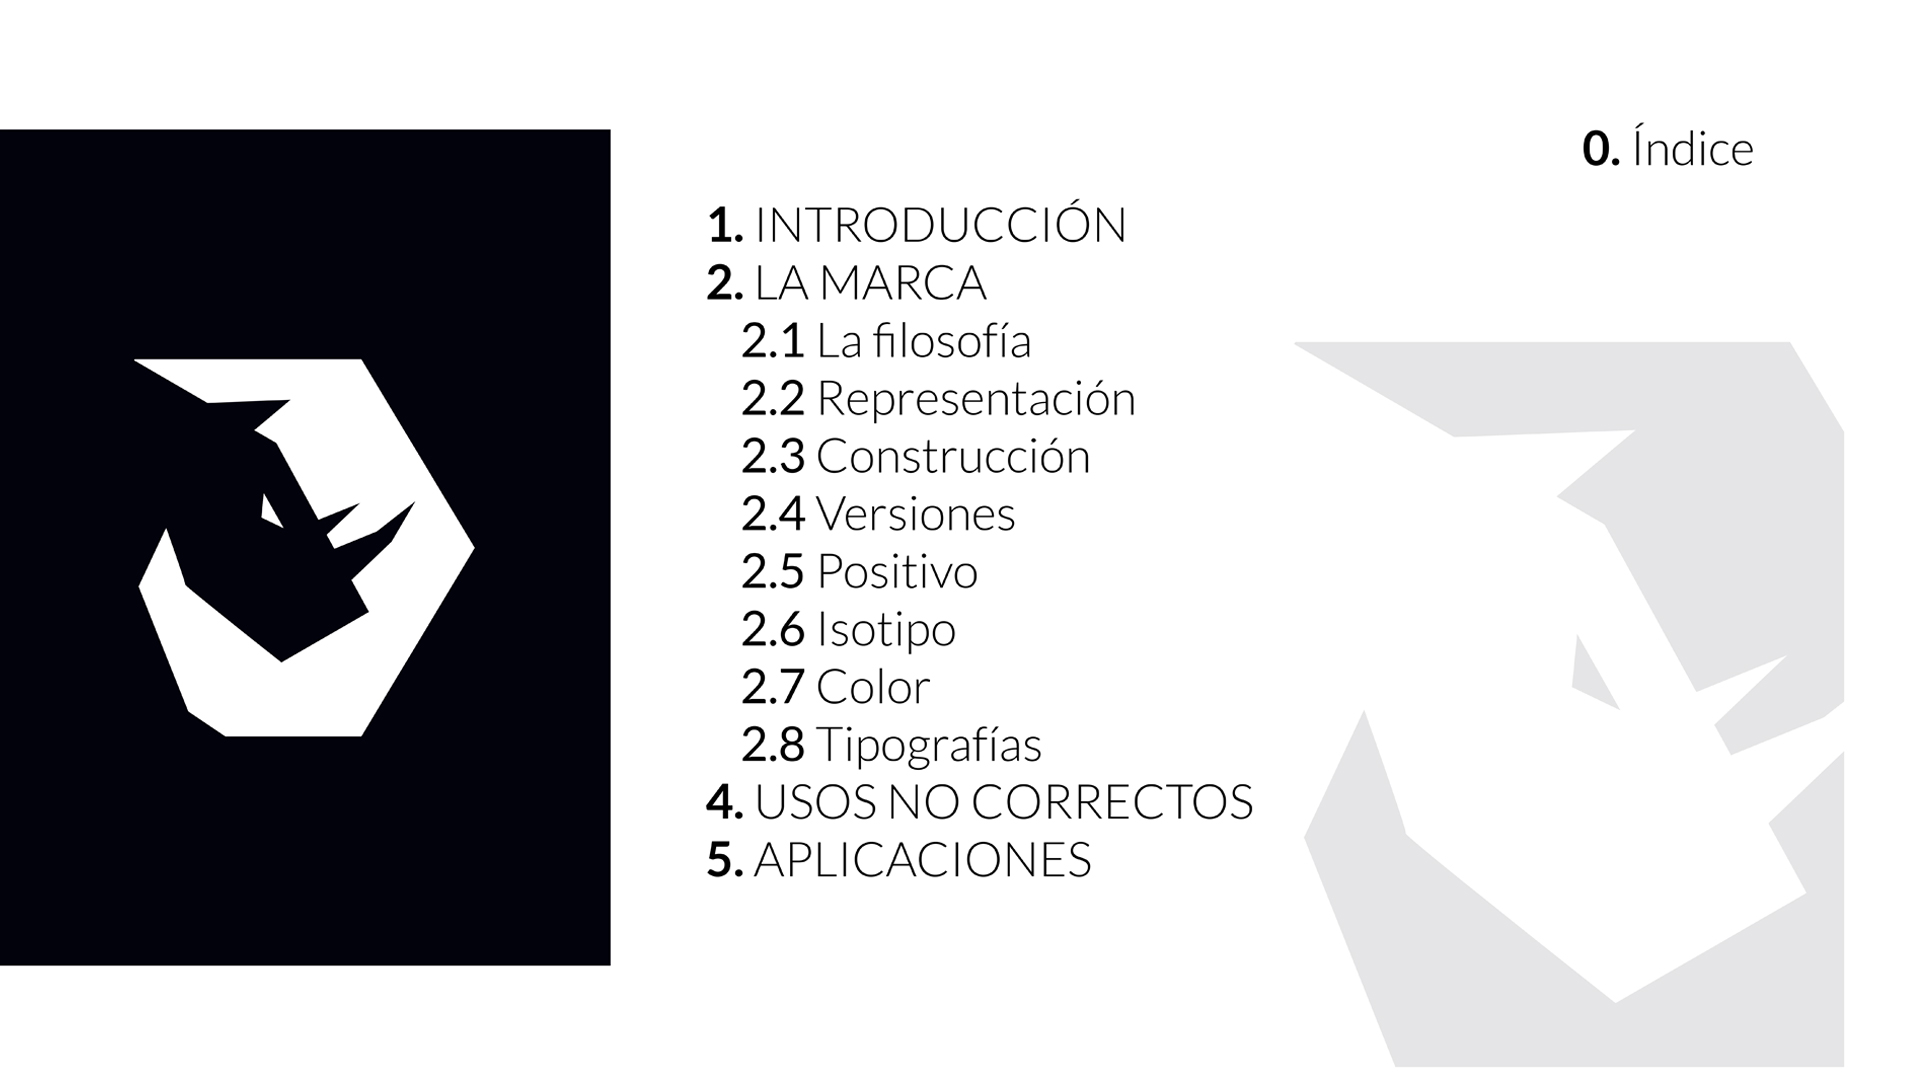 0. Índice
1. INTRODUCCIÓN
2. LA MARCA
2.1 La filosofía
2.2 Representación
2.3 Construcción
2.4 Versiones
2.5 Positivo
2.6 Isotipo
2.7 Color
2.8 Tipografías
4. USOS NO CORRECTOS
5. APLICACIONES